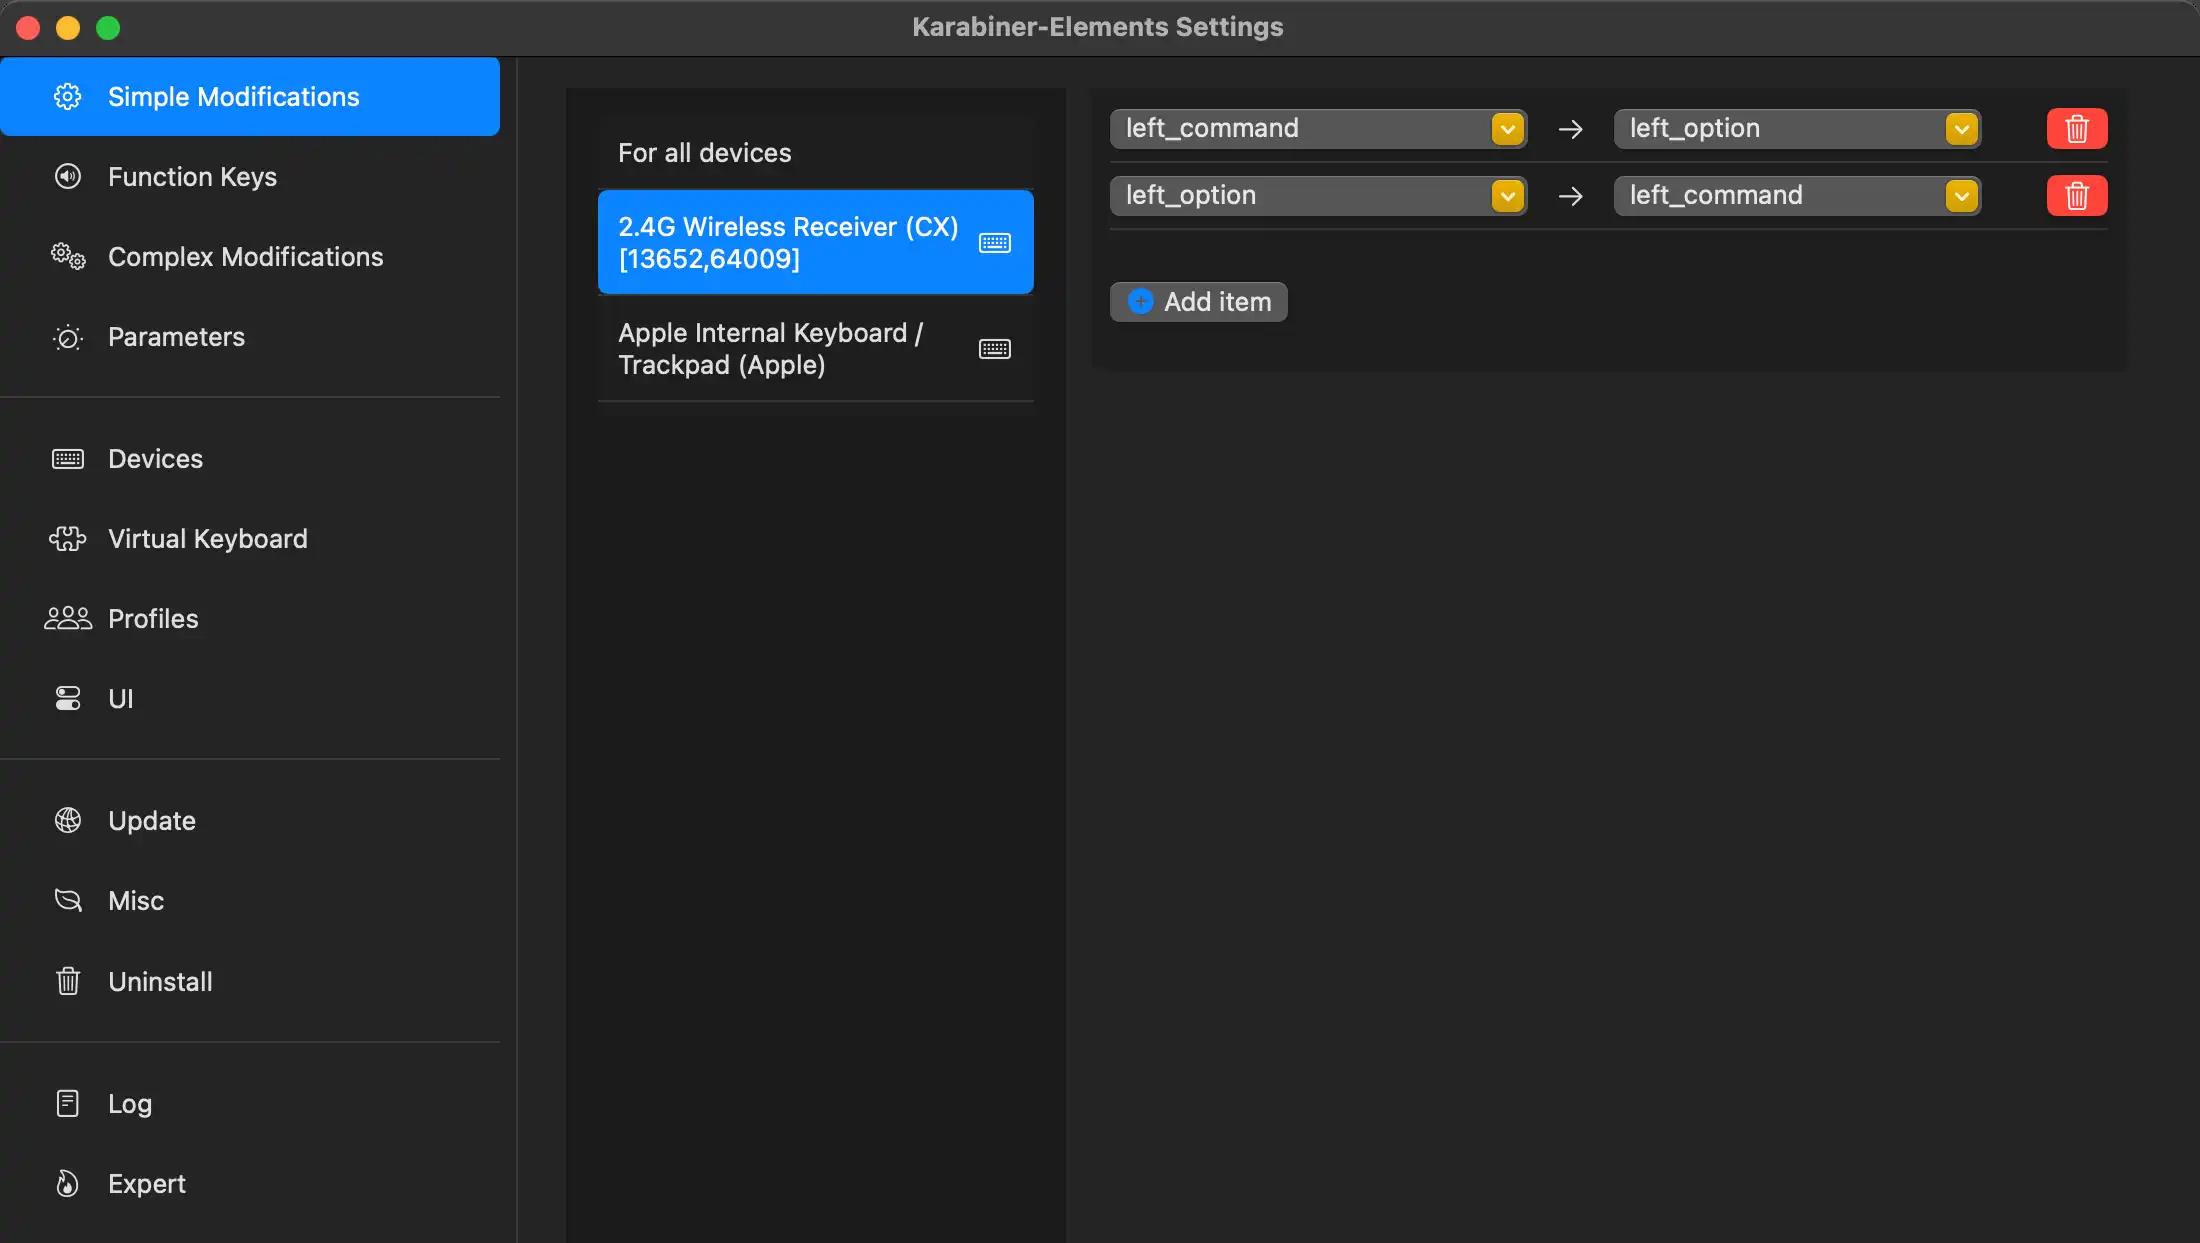 Karabiner-Elements Settings
Simple Modifications
Function Keys
Complex Modifications
Parameters
Devices
Virtual Keyboard
Profiles
UI
Update
Misc
Uninstall
Log
Expert
For all devices
2.4G Wireless Receiver (CX)
[13652,64009]
Apple Internal Keyboard /
Trackpad (Apple)
left_command → left_option
left_option → left_command
Add item